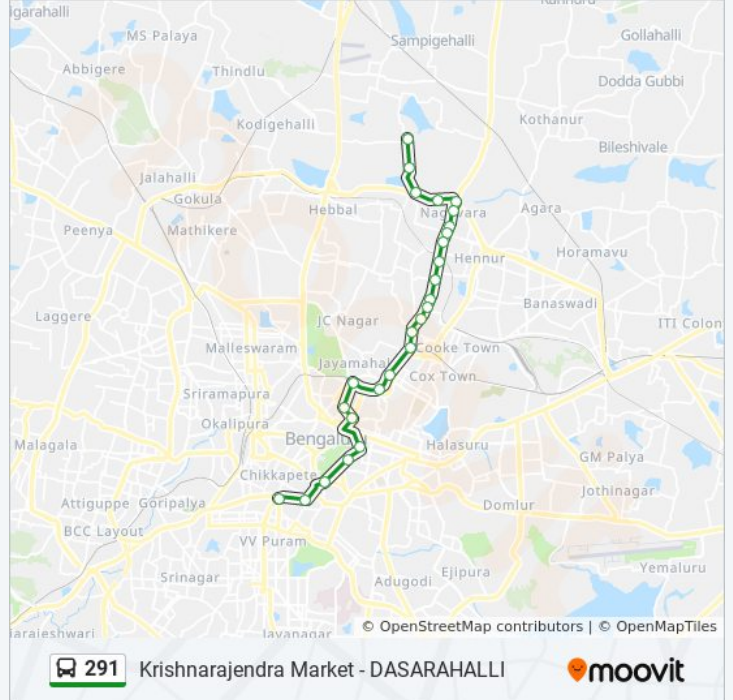 igarahalli
MS Palaya
Sampigehalli
Gollahalli
Abbigere
Thindlu
Dodda Gubbi
Kodigehalli
Kothanur
Bileshivale
Jalahalli
Gokula
Hebbal
Agara
Peenya
Mathikere
Horamavu
Hennur
Banaswadi
Laggere
JC Nagar
ITI Colon
Malleswaram
Cooke Town
Jayamahal
Cox Town
Sriramapura
Okalipura
Malagala
Bengalu
Halasuru
GM Palya
Chikkapete
Jothinagar
Attiguppe
Goripalya
Domlur
BCC Layout
VV Puram
Yemaluru
Srinagar
Adugodi
Ejipura
iarajeshwari
Jayanagar
© OpenStreetMap contributors | © OpenMapTiles
291
Krishnarajendra Market - DASARAHALLI
moovit